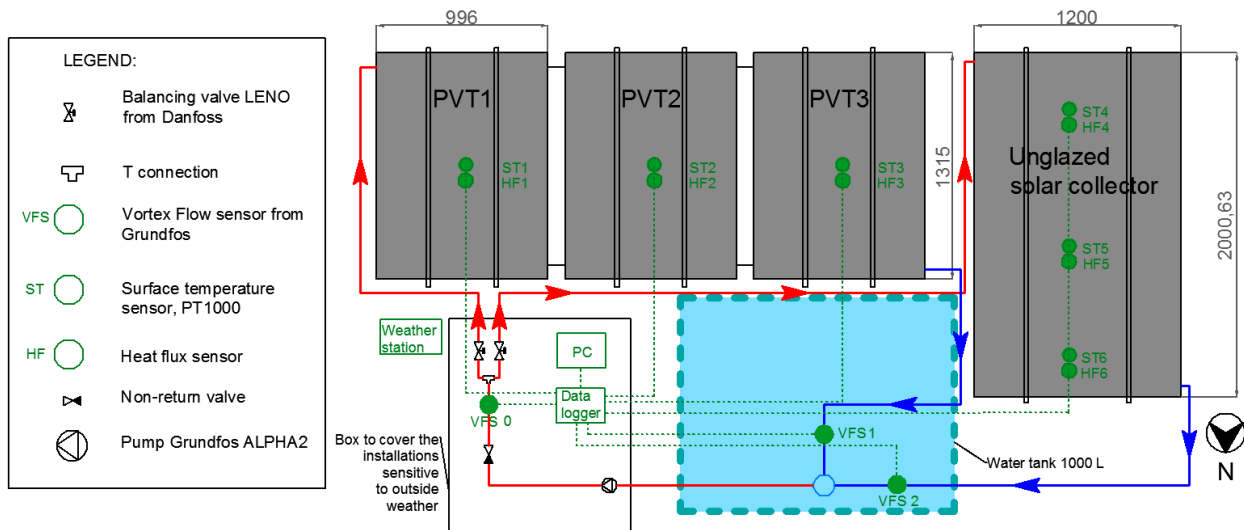 LEGEND:
Balancing valve LENO
from Danfoss
T connection
VFS
Vortex Flow sensor from
Grundfos
ST
Surface temperature
sensor, PT1000
HF
Heat flux sensor
Non-return valve
Pump Grundfos ALPHA2
996
1200
PVT1
PVT2
PVT3
ST1
HF1
ST2
HF2
ST3
HF3
1315
ST4
HF4
Unglazed
solar collector
ST5
HF5
ST6
HF6
2000,63
Weather
station
PC
Data
logger
VFS 0
VFS 1
VFS 2
Box to cover the
installations
sensitive
to outside
weather
Water tank 1000 L
N